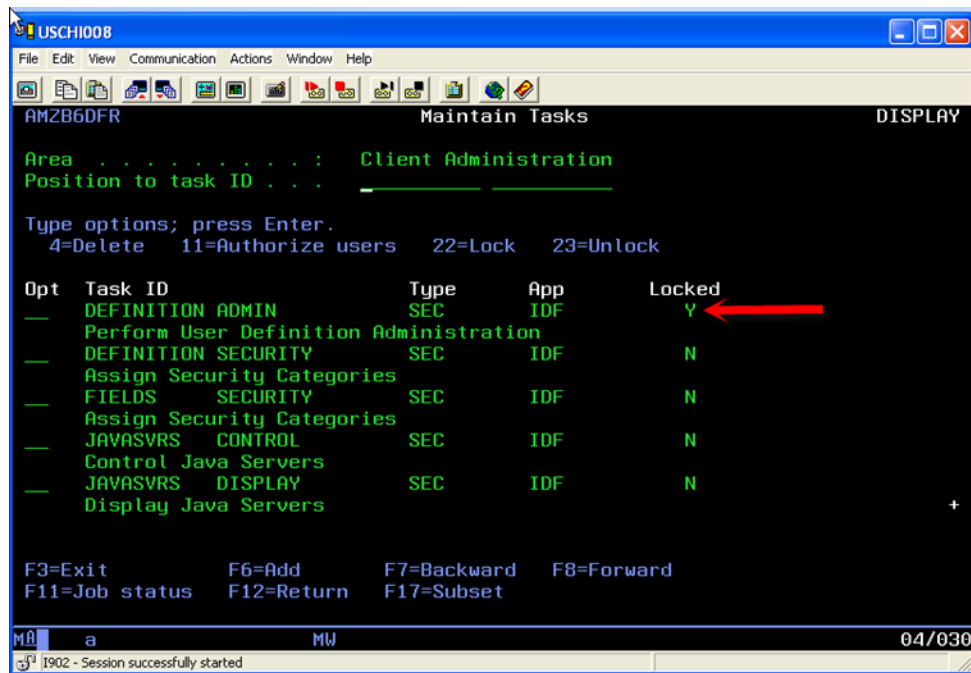 USCHI008
File Edit View Communication Actions Window Help
AMZB6DFR Maintain Tasks DISPLAY
Area . . . . . . . . . . : Client Administration
Position to task ID . . .
Type options; press Enter.
4=Delete 11=Authorize users 22=Lock 23=Unlock
Opt Task ID Type App Locked
DEFINITION ADMIN SEC IDF Y
Perform User Definition Administration
DEFINITION SECURITY SEC IDF N
Assign Security Categories
FIELDS SECURITY SEC IDF N
Assign Security Categories
JAVASVRS CONTROL SEC IDF N
Control Java Servers
JAVASVRS DISPLAY SEC IDF N
Display Java Servers +
F3=Exit F6=Add F7=Backward F8=Forward
F11=Job status F12=Return F17=Subset
MA a MW 04/030
I902 - Session successfully started